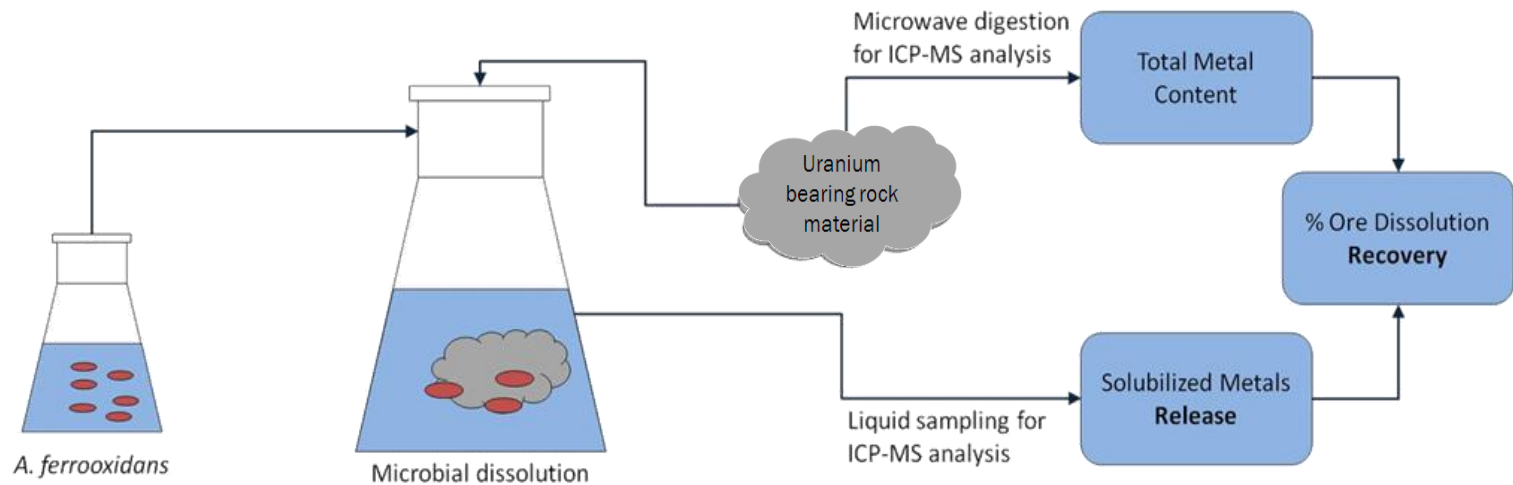 Microwave digestion
for ICP-MS analysis
Total Metal
Content
Uranium
bearing rock
material
% Ore Dissolution
Recovery
Solubilized Metals
Release
Liquid sampling for
ICP-MS analysis
A. ferrooxidans
Microbial dissolution